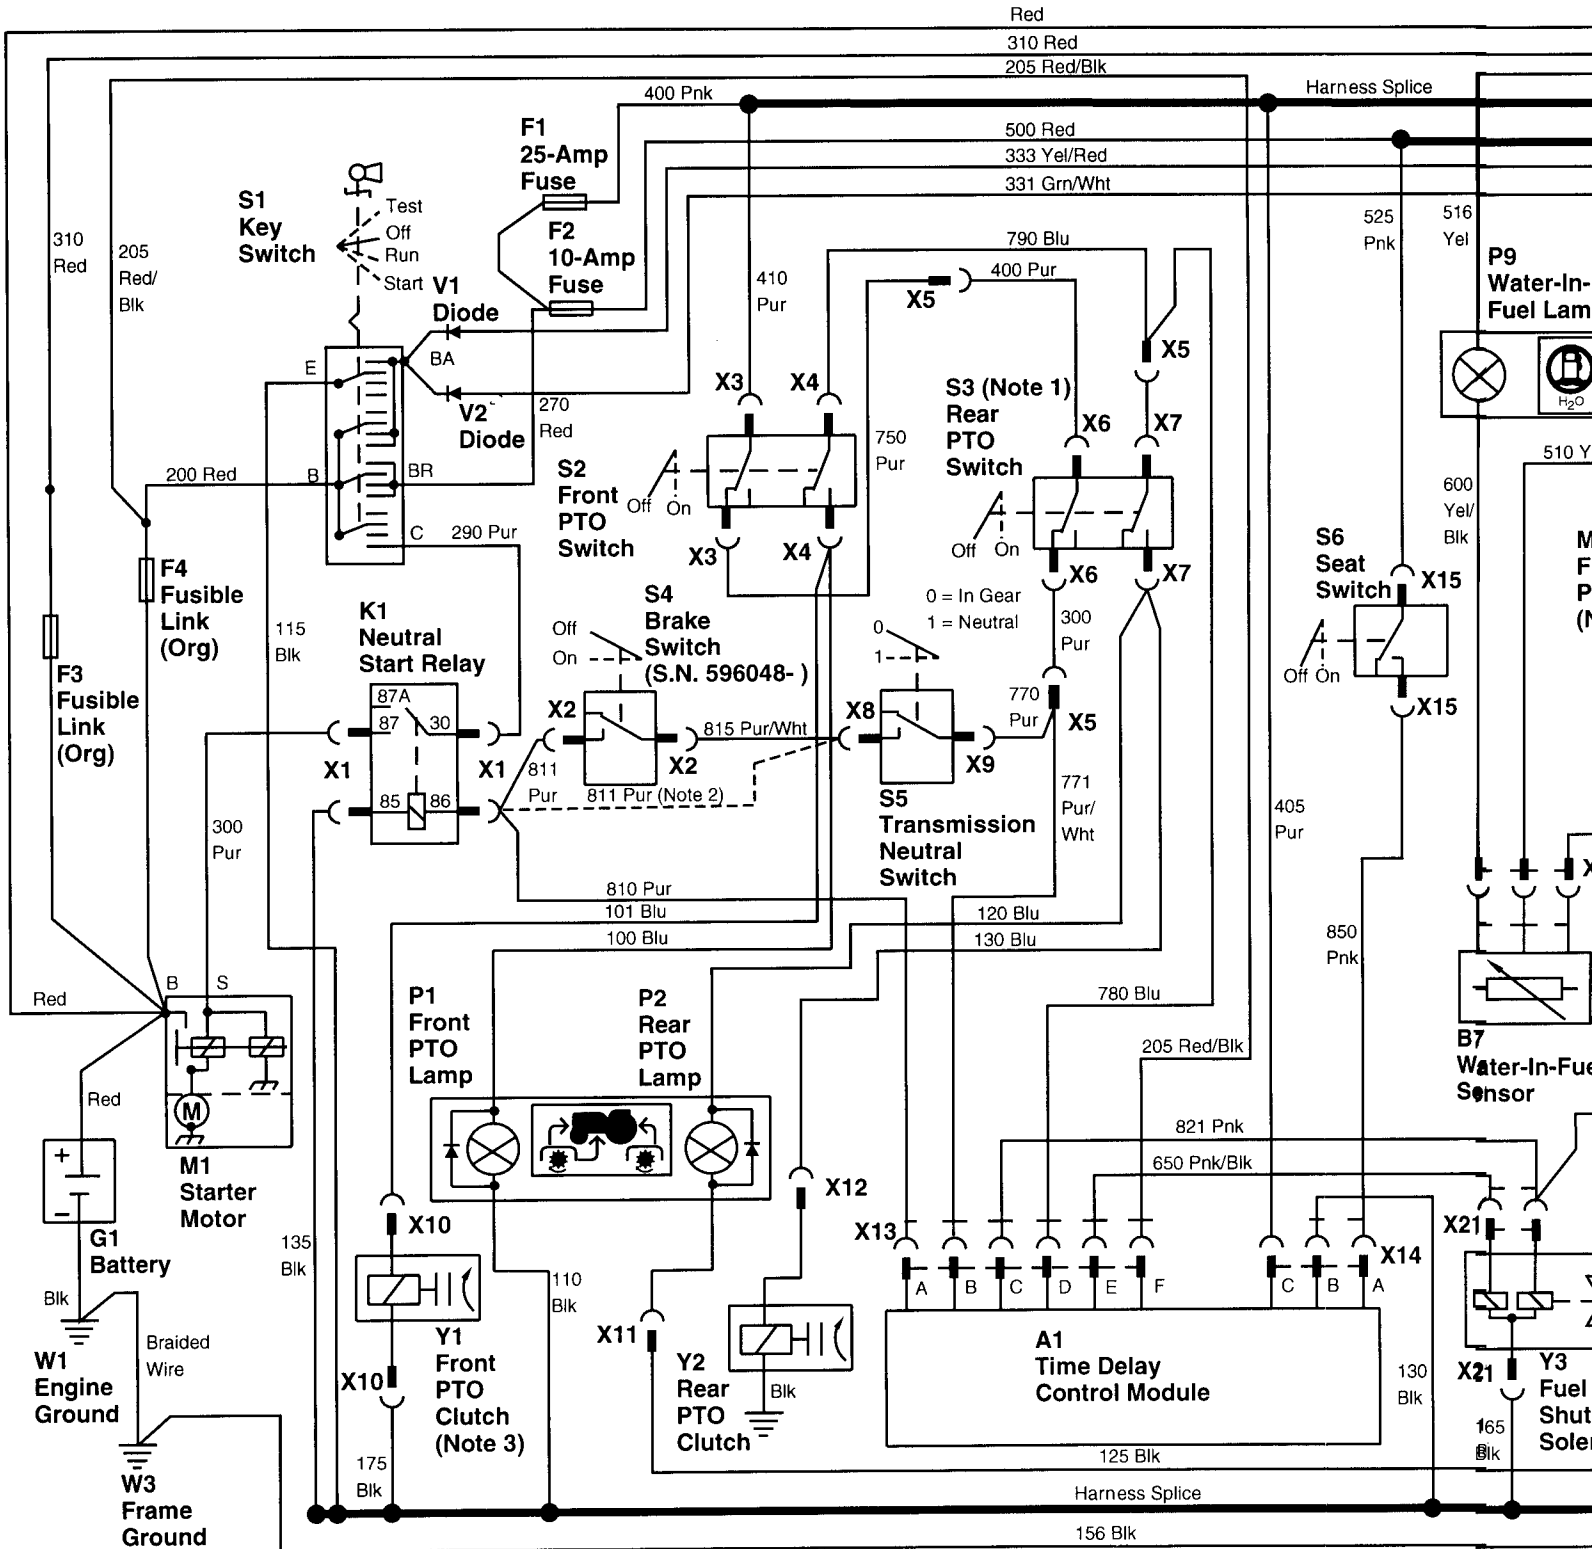 Red
310 Red
205 Red/Blk
400 Pnk
Harness Splice
F1
25-Amp
Fuse
500 Red
333 Yel/Red
331 Grn/Wht
S1
Key
Switch
Test
Off
Run
Start
310
Red
205
Red/
Blk
F2
10-Amp
Fuse
V1
Diode
790 Blu
400 Pur
410
Pur
X5
525
Pnk
516
Yel
P9
Water-In-
Fuel Lam
H2O
E
BA
V2
Diode
270
Red
X3
X4
X5
S3 (Note 1)
Rear
PTO
Switch
X6
X7
750
Pur
200 Red
B
BR
S2
Front
PTO
Switch
Off
On
510 Y
600
Yel/
Blk
C
290 Pur
X3
X4
Off
On
X6
X7
S6
Seat
Switch
X15
M
F
P
(N
F4
Fusible
Link
(Org)
K1
Neutral
Start Relay
115
Blk
S4
Brake
Switch
(S.N. 596048- )
Off
On
0 = In Gear
1 = Neutral
0
1
300
Pur
Off On
F3
Fusible
Link
(Org)
87A
87
30
X1
X1
85
86
X2
X2
815 Pur/Wht
X8
X9
770
Pur
X5
X15
811
Pur
811 Pur (Note 2)
S5
Transmission
Neutral
Switch
771
Pur/
Wht
405
Pur
300
Pur
X
810 Pur
101 Blu
100 Blu
120 Blu
130 Blu
850
Pnk
B
S
Red
P1
Front
PTO
Lamp
P2
Rear
PTO
Lamp
780 Blu
205 Red/Blk
B7
Water-In-Fue
Sensor
Red
M
821 Pnk
650 Pnk/Blk
+
–
M1
Starter
Motor
G1
Battery
X10
X12
X13
A
B
C
D
E
F
C
B
A
X14
X21
135
Blk
110
Blk
Blk
Braided
Wire
W1
Engine
Ground
X10
Y1
Front
PTO
Clutch
(Note 3)
X11
Y2
Rear
PTO
Clutch
Blk
A1
Time Delay
Control Module
130
Blk
X21
Y3
Fuel
Shut
Solen
165
Blk
175
Blk
125 Blk
W3
Frame
Ground
Harness Splice
156 Blk